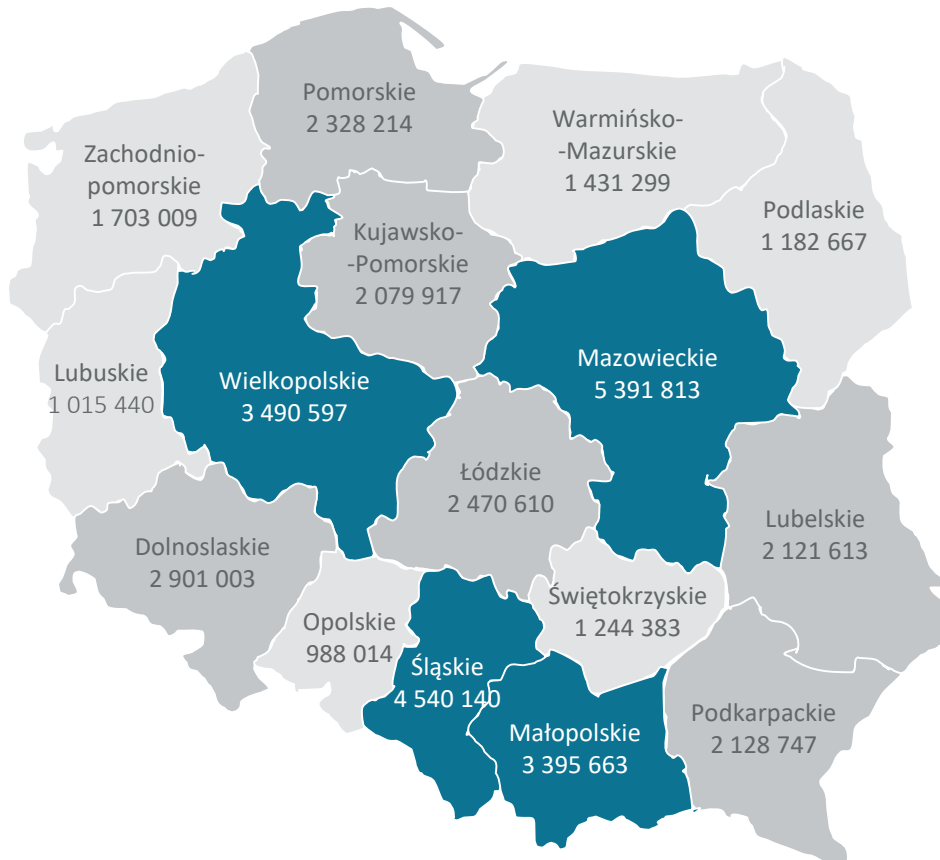 Pomorskie
2 328 214
Warmińsko-
-Mazurskie
1 431 299
Zachodnio-
pomorskie
1 703 009
Podlaskie
1 182 667
Kujawsko-
-Pomorskie
2 079 917
Mazowieckie
5 391 813
Lubuskie
1 015 440
Wielkopolskie
3 490 597
Łódzkie
2 470 610
Lubelskie
2 121 613
Dolnoslaskie
2 901 003
Świętokrzyskie
1 244 383
Opolskie
988 014
Śląskie
4 540 140
Małopolskie
3 395 663
Podkarpackie
2 128 747